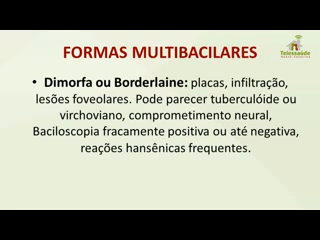 Telessaúde
FORMAS MULTIBACILARES
• Dimorfa ou Borderlaine: placas, infiltração,
lesões foveolares. Pode parecer tuberculóide ou
virchoviano, comprometimento neural,
Baciloscopia fracamente positiva ou até negativa,
reações hansênicas frequentes.